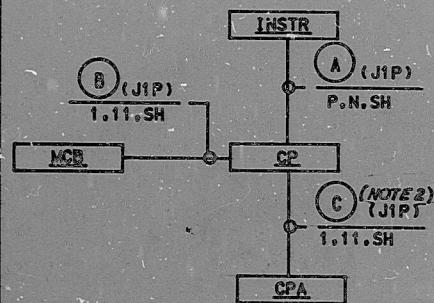 INSTR
B (J1P)
1.11.SH
A (J1P)
P.N.SH
MCB
CP
C (NOTE 2)
(J1P)
1.11.SH
CPA